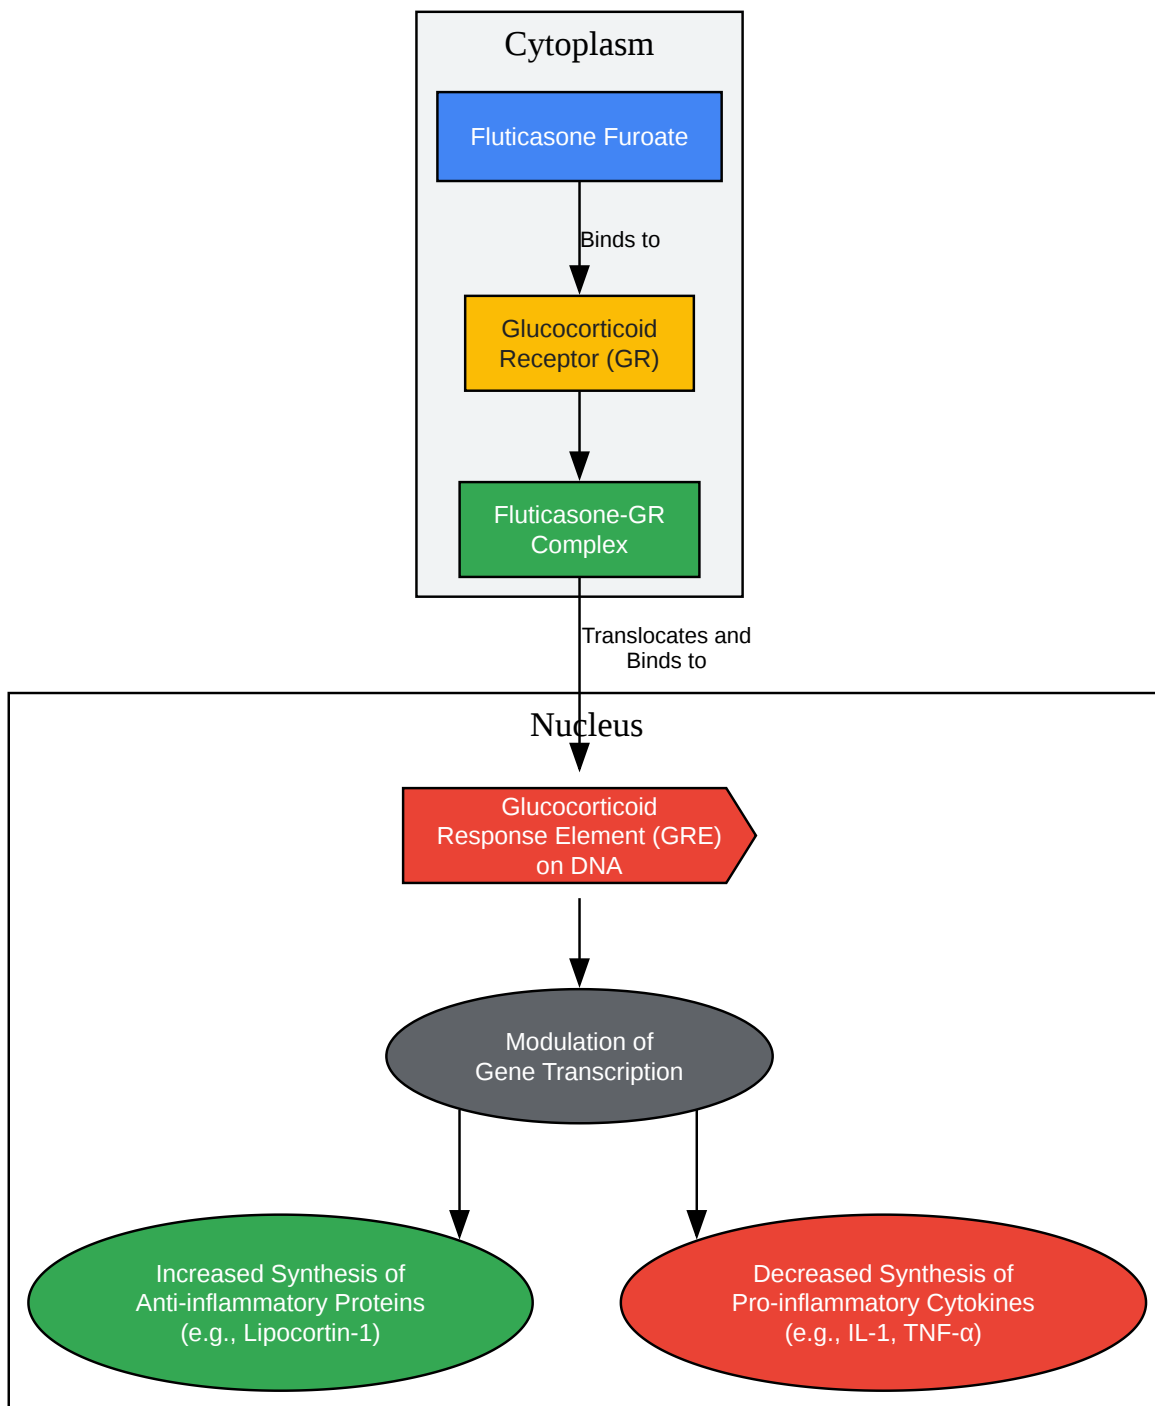 Cytoplasm
Fluticasone Furoate
Binds to
Glucocorticoid
Receptor (GR)
Fluticasone-GR
Complex
Translocates and
Binds to
Nucleus
Glucocorticoid
Response Element (GRE)
on DNA
Modulation of
Gene Transcription
Increased Synthesis of
Anti-inflammatory Proteins
(e.g., Lipocortin-1)
Decreased Synthesis of
Pro-inflammatory Cytokines
(e.g., IL-1, TNF-α)